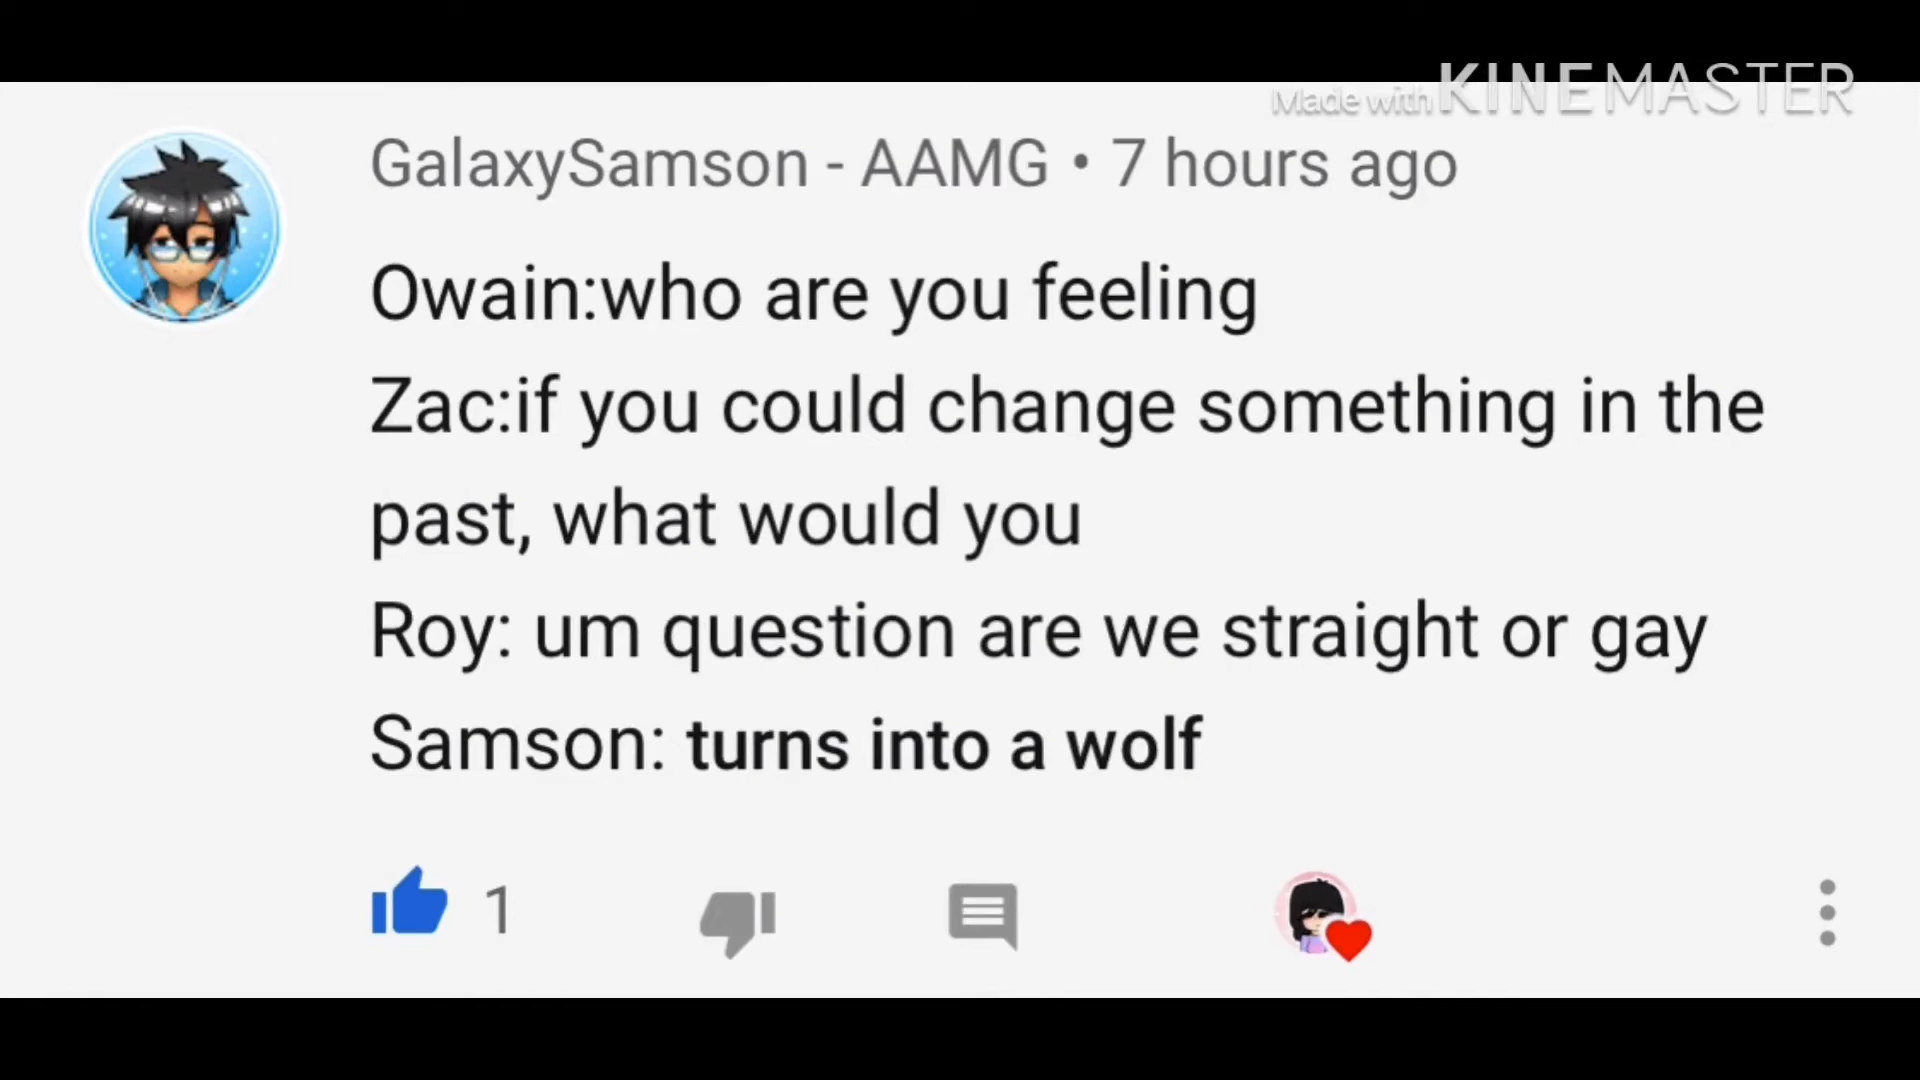 Made with KINEMASTER
GalaxySamson - AAMG • 7 hours ago
Owain:who are you feeling
Zac:if you could change something in the
past, what would you
Roy: um question are we straight or gay
Samson: turns into a wolf
1